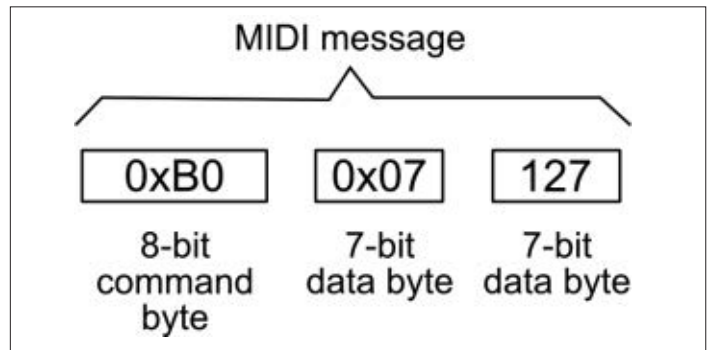 MIDI message
0xB0 0x07 127
8-bit 7-bit 7-bit
command data byte data byte
byte